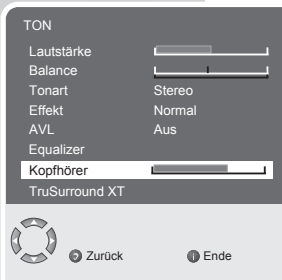 TON
Lautstärke
Balance
Tonart Stereo
Effekt Normal
AVL Aus
Equalizer
Kopfhörer
TruSurround XT
Zurück Ende